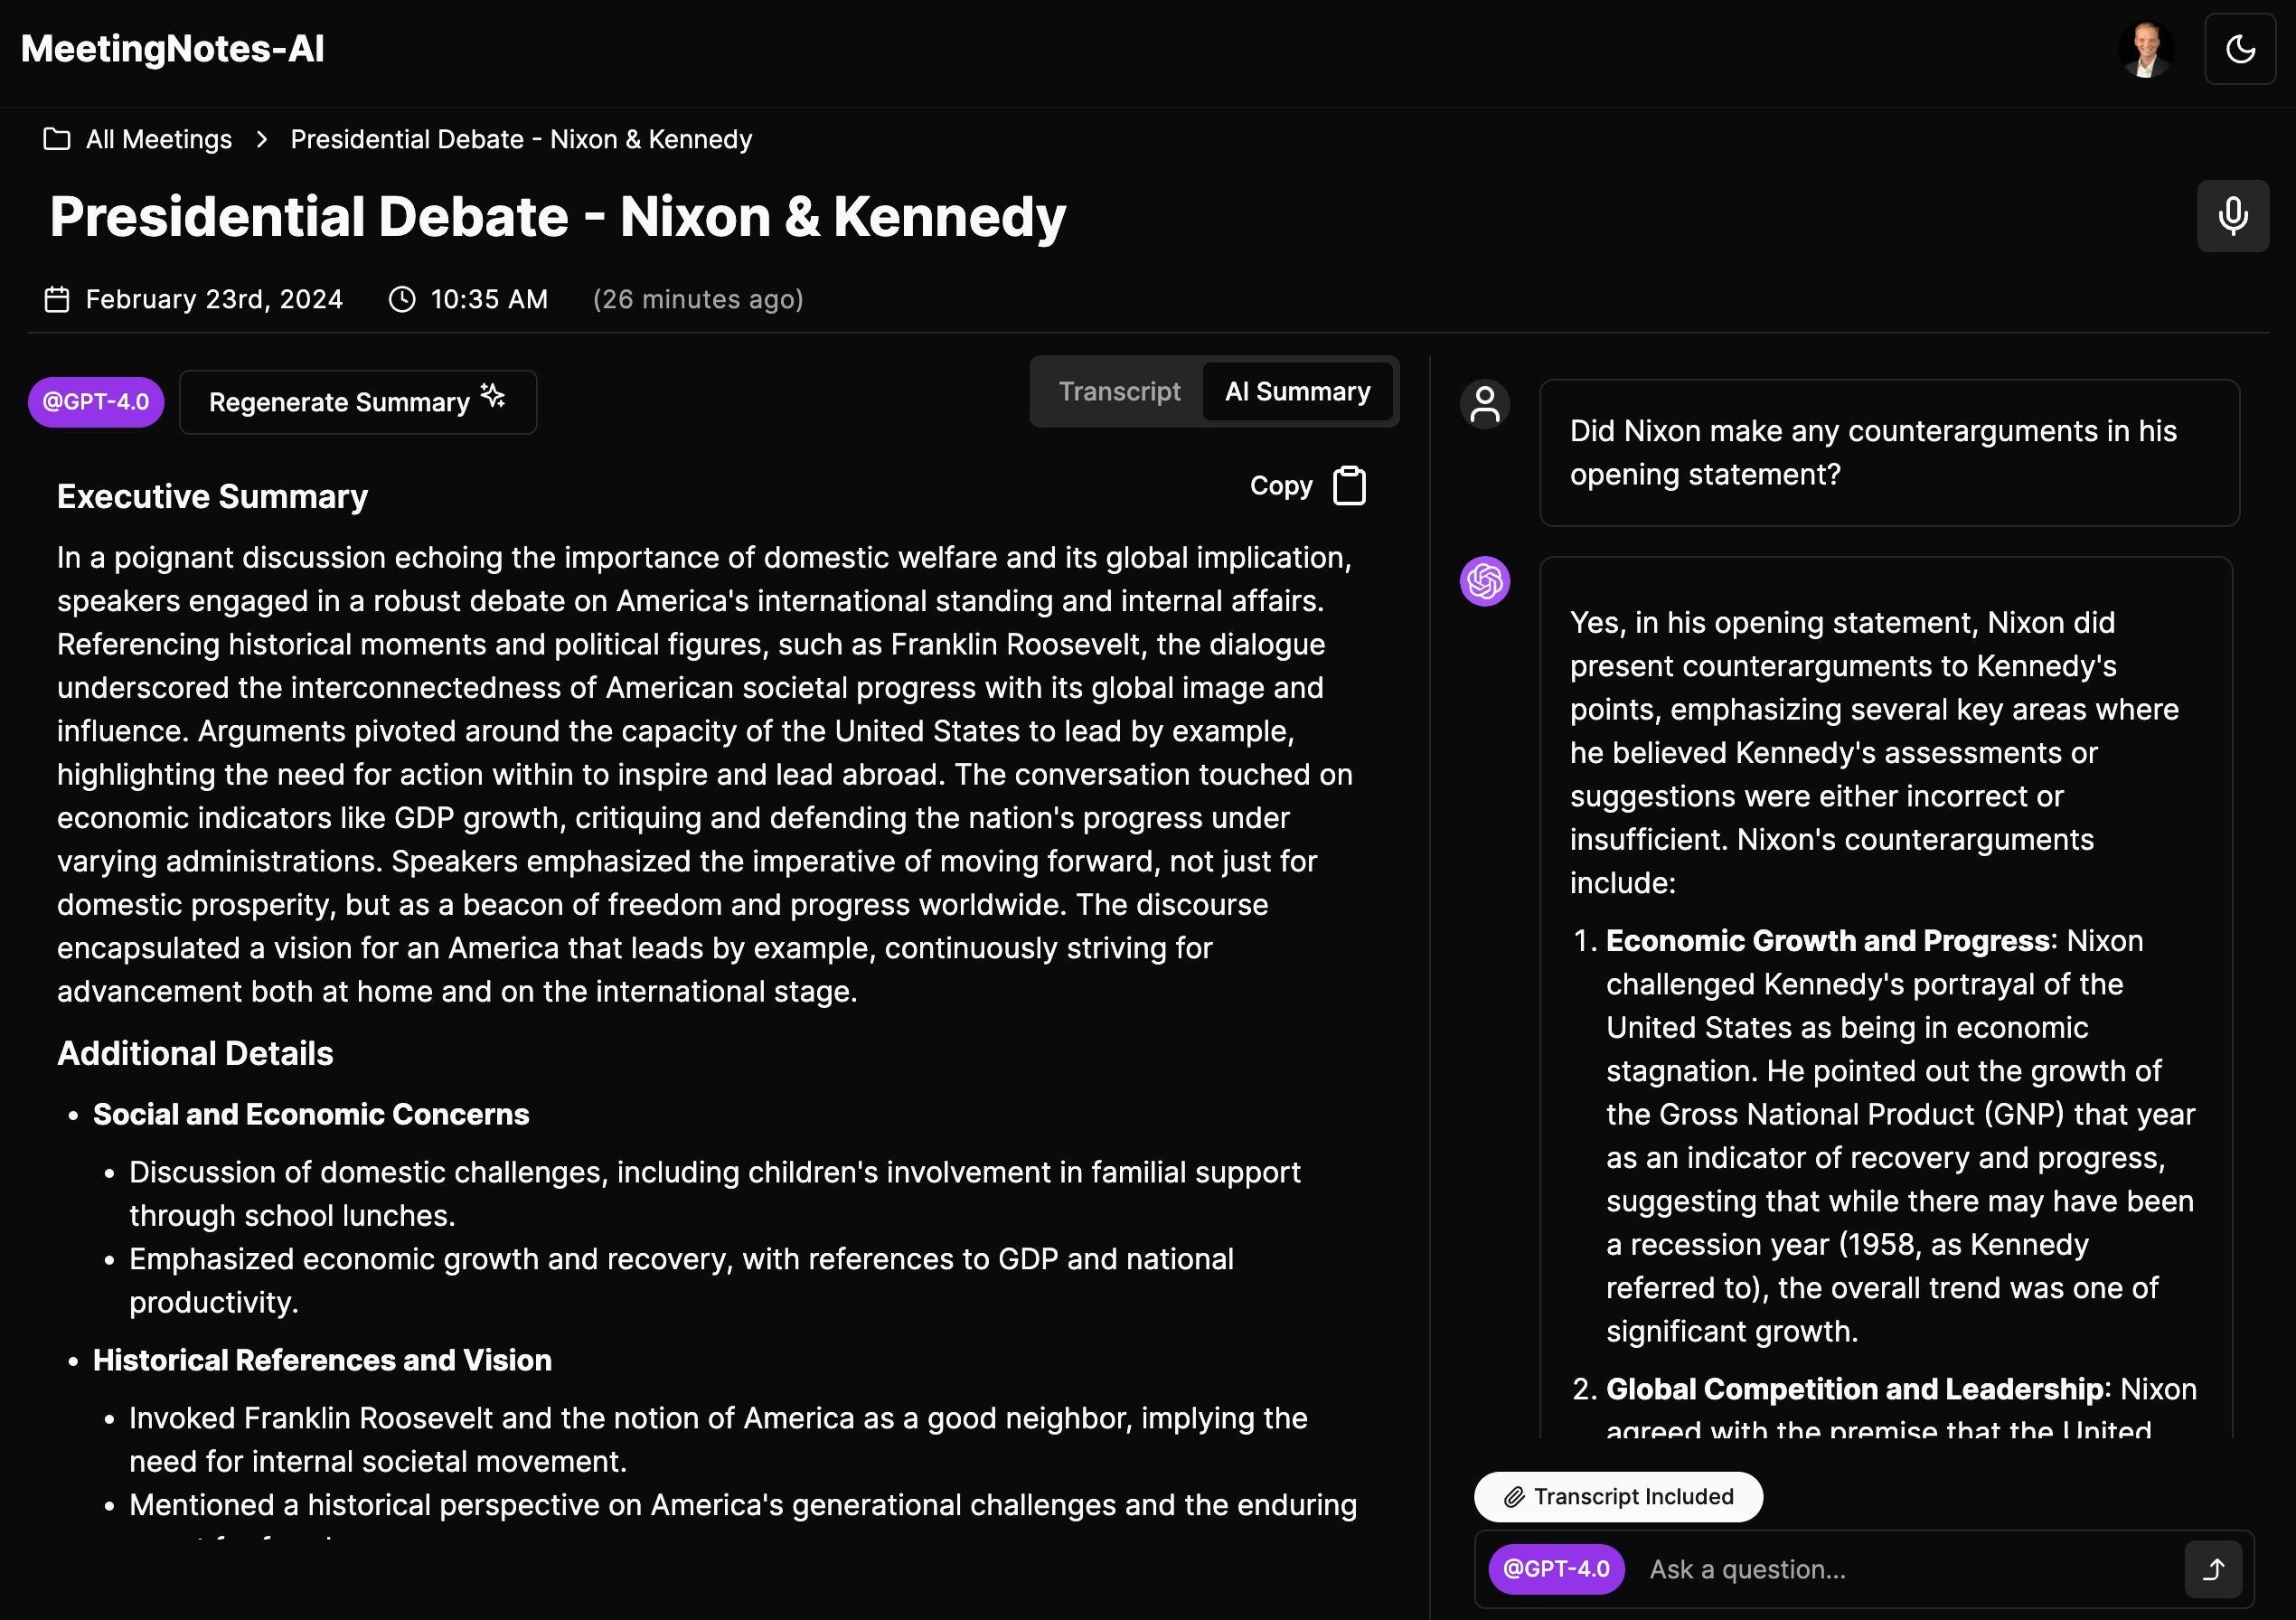 MeetingNotes-AI
All Meetings > Presidential Debate - Nixon & Kennedy
Presidential Debate - Nixon & Kennedy
February 23rd, 2024 10:35 AM (26 minutes ago)
@GPT-4.0 Regenerate Summary
Transcript AI Summary
Copy
Executive Summary
In a poignant discussion echoing the importance of domestic welfare and its global implication,
speakers engaged in a robust debate on America's international standing and internal affairs.
Referencing historical moments and political figures, such as Franklin Roosevelt, the dialogue
underscored the interconnectedness of American societal progress with its global image and
influence. Arguments pivoted around the capacity of the United States to lead by example,
highlighting the need for action within to inspire and lead abroad. The conversation touched on
economic indicators like GDP growth, critiquing and defending the nation's progress under
varying administrations. Speakers emphasized the imperative of moving forward, not just for
domestic prosperity, but as a beacon of freedom and progress worldwide. The discourse
encapsulated a vision for an America that leads by example, continuously striving for
advancement both at home and on the international stage.
Additional Details
• Social and Economic Concerns
• Discussion of domestic challenges, including children's involvement in familial support
through school lunches.
• Emphasized economic growth and recovery, with references to GDP and national
productivity.
• Historical References and Vision
• Invoked Franklin Roosevelt and the notion of America as a good neighbor, implying the
need for internal societal movement.
• Mentioned a historical perspective on America's generational challenges and the enduring
Did Nixon make any counterarguments in his
opening statement?
Yes, in his opening statement, Nixon did
present counterarguments to Kennedy's
points, emphasizing several key areas where
he believed Kennedy's assessments or
suggestions were either incorrect or
insufficient. Nixon's counterarguments
include:
1. Economic Growth and Progress: Nixon
challenged Kennedy's portrayal of the
United States as being in economic
stagnation. He pointed out the growth of
the Gross National Product (GNP) that year
as an indicator of recovery and progress,
suggesting that while there may have been
a recession year (1958, as Kennedy
referred to), the overall trend was one of
significant growth.
2. Global Competition and Leadership: Nixon
agreed with the premise that the United
Transcript Included
@GPT-4.0 Ask a question...